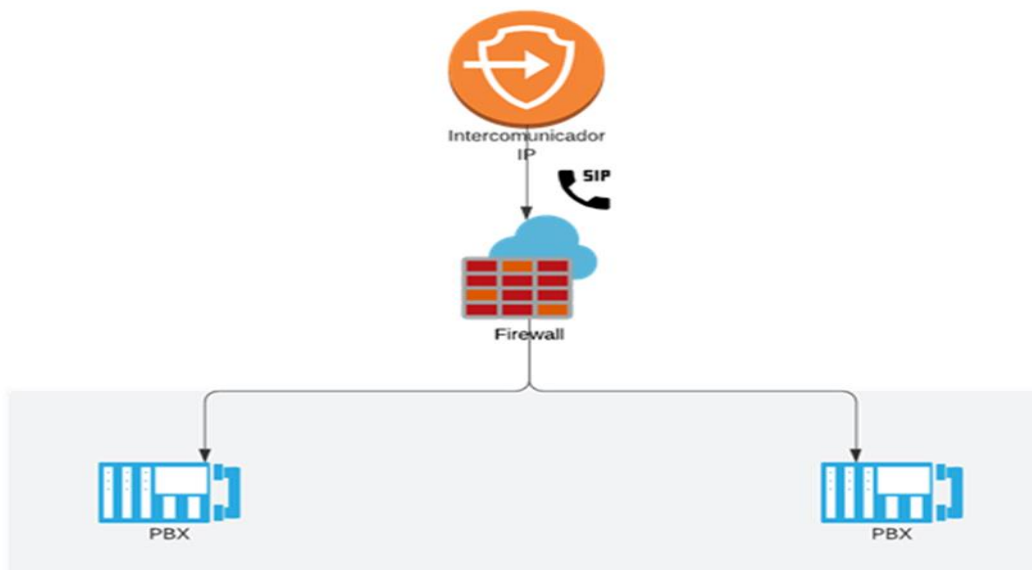 Intercomunicador
IP
SIP
Firewall
PBX
PBX